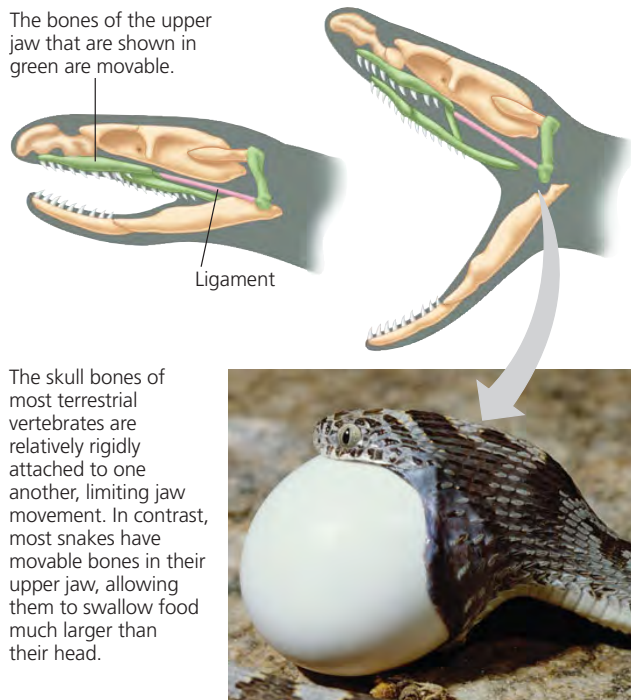 The bones of the upper
jaw that are shown in
green are movable.
Ligament
The skull bones of
most terrestrial
vertebrates are
relatively rigidly
attached to one
another, limiting jaw
movement. In contrast,
most snakes have
movable bones in their
upper jaw, allowing
them to swallow food
much larger than
their head.